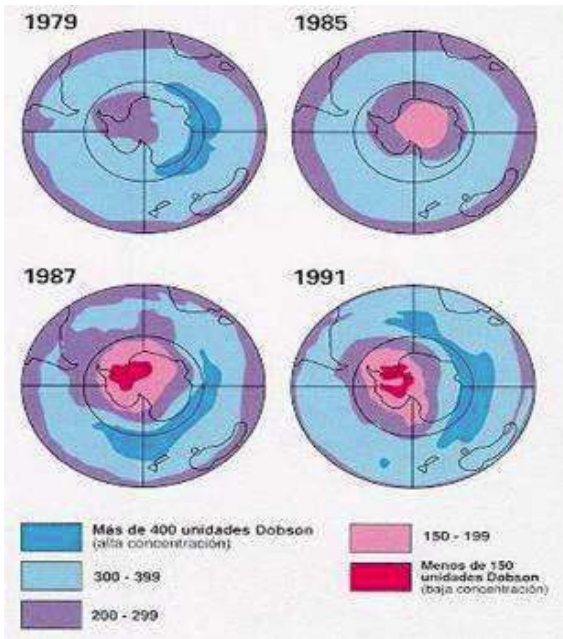 1979
1985
1987
1991
Más de 400 unidades Dobson
(alta concentración)
300 - 399
200 - 299
150 - 199
Menos de 150
unidades Dobson
(baja concentración)